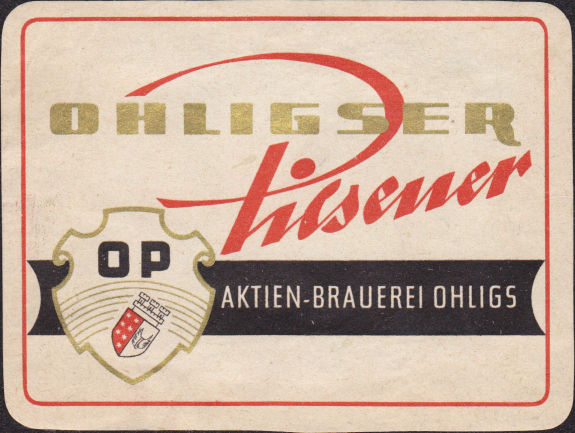 OHLIGSER
Pilsener
OP
AKTIEN-BRAUEREI OHLIGS